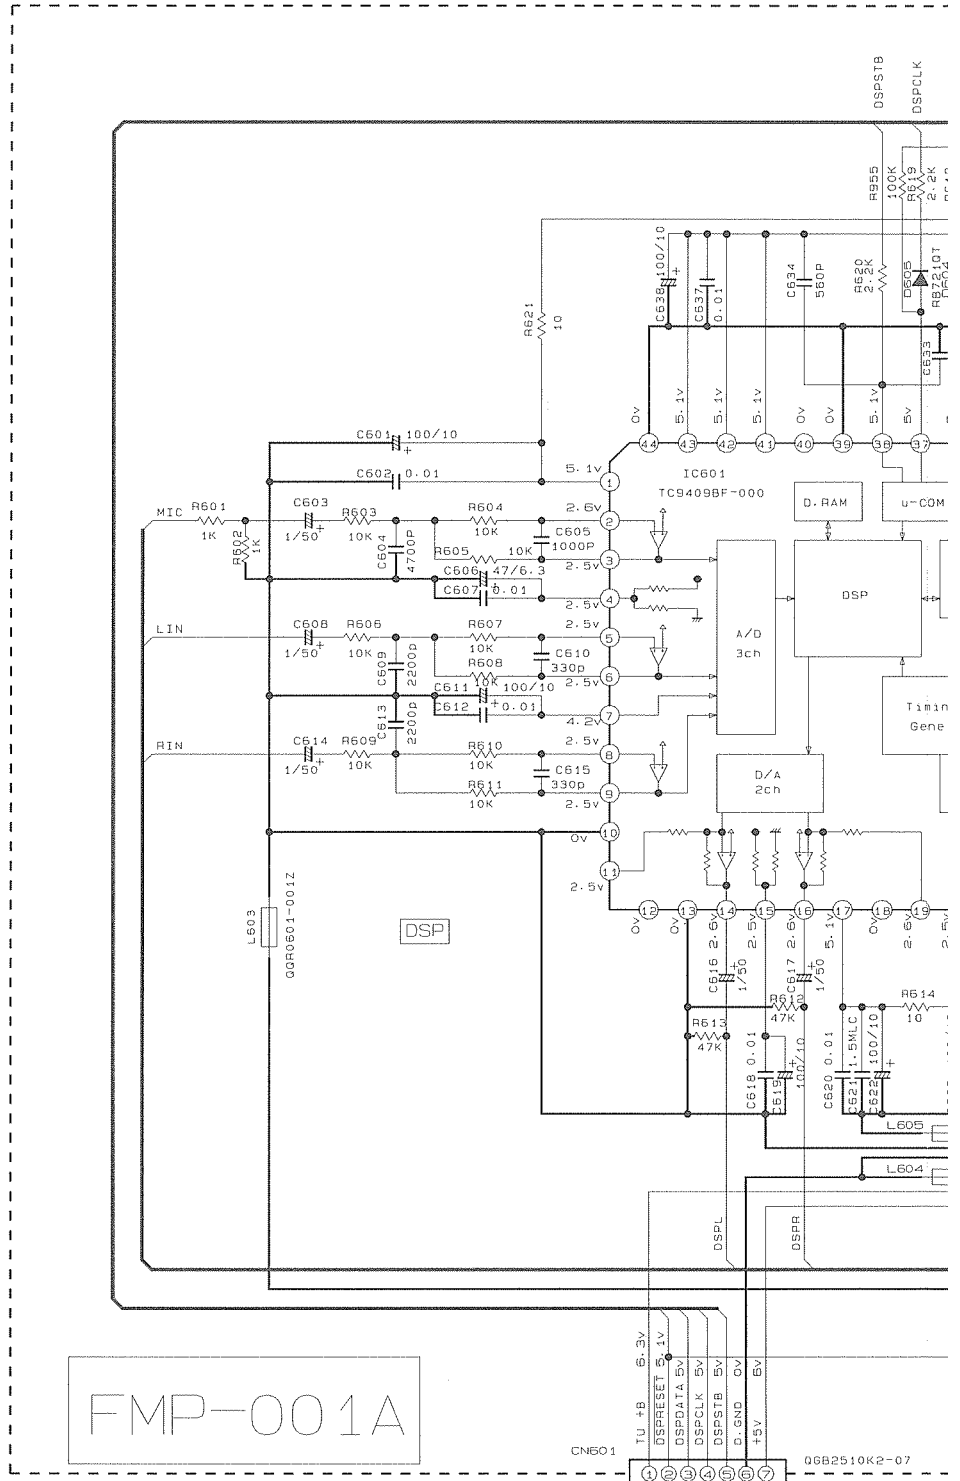 DSPSTB
DSPCLK
R955
100K
R619
2.2K
C638 100/10
+
C637
0.01
C634
560P
R620
2.2K
D605
RB721QT
D604
R621
10
C633
0v
5.1v
5.1v
5.1v
0v
0v
5.1v
5v
C601 100/10
+
44
43
42
41
40
39
38
37
C602 0.01
5.1v
1
IC601
TC9409BF-000
D.RAM
u-COM
MIC
R601
1K
R602
1K
C603
1/50
+
R603
10K
C604
4700P
R604
10K
C605
1000P
2.6v
2
R605
10K
2.5v
3
C606 47/6.3
+
C607 0.01
2.5v
4
DSP
A/D
3ch
LIN
C608
1/50
+
R606
10K
C609
2200p
R607
10K
R608
10K
C610
330p
2.5v
5
2.5v
6
C611 100/10
+
C612 0.01
C613
2200p
4.2v
7
Timin
Gene
RIN
C614
1/50
+
R609
10K
R610
10K
C615
330p
R611
10K
2.5v
8
2.5v
9
D/A
2ch
0v
10
11
2.5v
L603
QQR0601-001Z
DSP
12
13
14
15
16
17
18
19
0v
0v
2.6v
2.5v
2.6v
5.1v
0v
2.6v
2.5v
C616
1/50
+
C617
1/50
+
R612
47K
R613
47K
R614
10
C618 0.01
C619
100/10
+
C620 0.01
C621 1.5MLC
C622 100/10
+
L605
L604
DSPL
DSPR
TU +B 6.3v
DSPRESET 5.1v
DSPDATA 5v
DSPCLK 5v
DSPSTB 5v
D.GND 0v
+5V 6v
FMP-001A
CN601
1 2 3 4 5 6 7
QGB2510K2-07